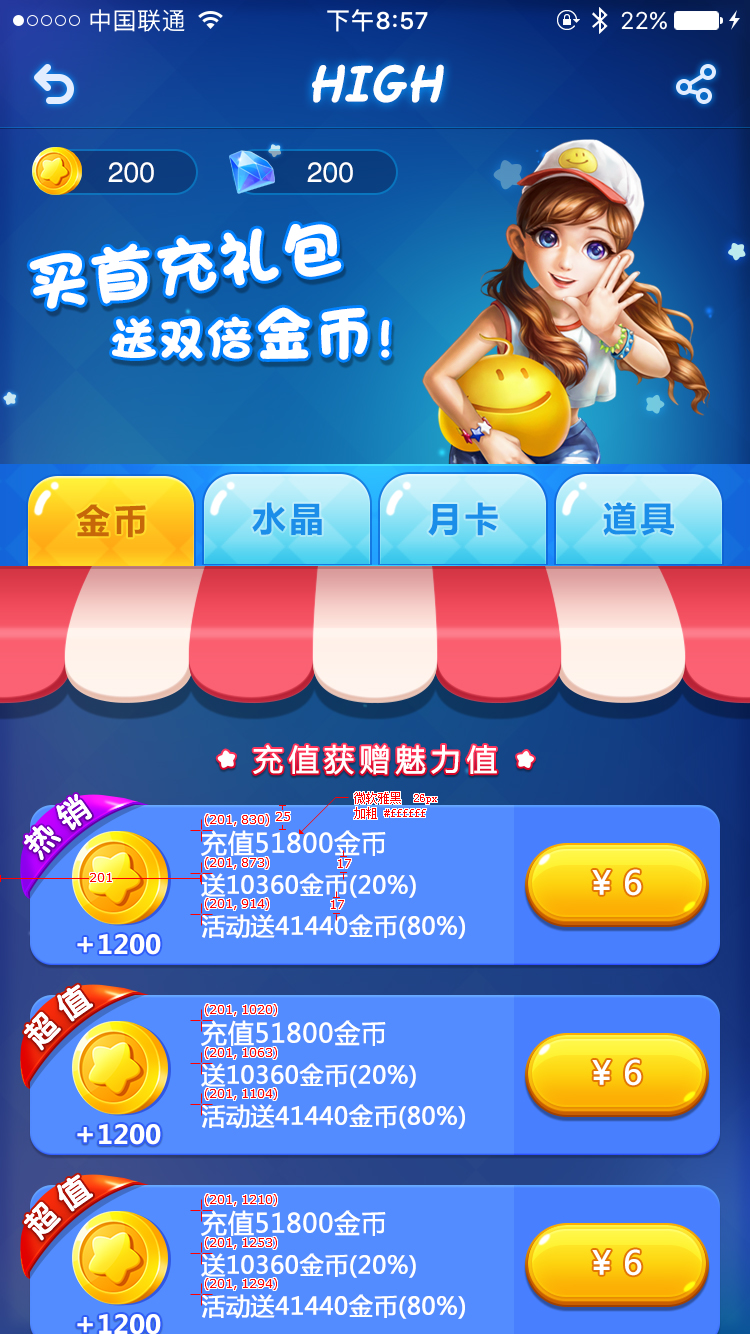 中国联通 下午8:57 22%
HIGH
200 200
买首充礼包
送双倍金币!
金币 水晶 月卡 道具
充值获赠魅力值
热销
微软雅黑 26px
加粗 #ffffff
(201, 830) 25
充值51800金币
(201, 873) 17
201
送10360金币(20%)
¥ 6
(201, 914) 17
活动送41440金币(80%)
+1200
超值
(201, 1020)
充值51800金币
(201, 1063)
送10360金币(20%)
¥ 6
(201, 1104)
活动送41440金币(80%)
+1200
超值
(201, 1210)
充值51800金币
(201, 1253)
送10360金币(20%)
¥ 6
(201, 1294)
活动送41440金币(80%)
+1200